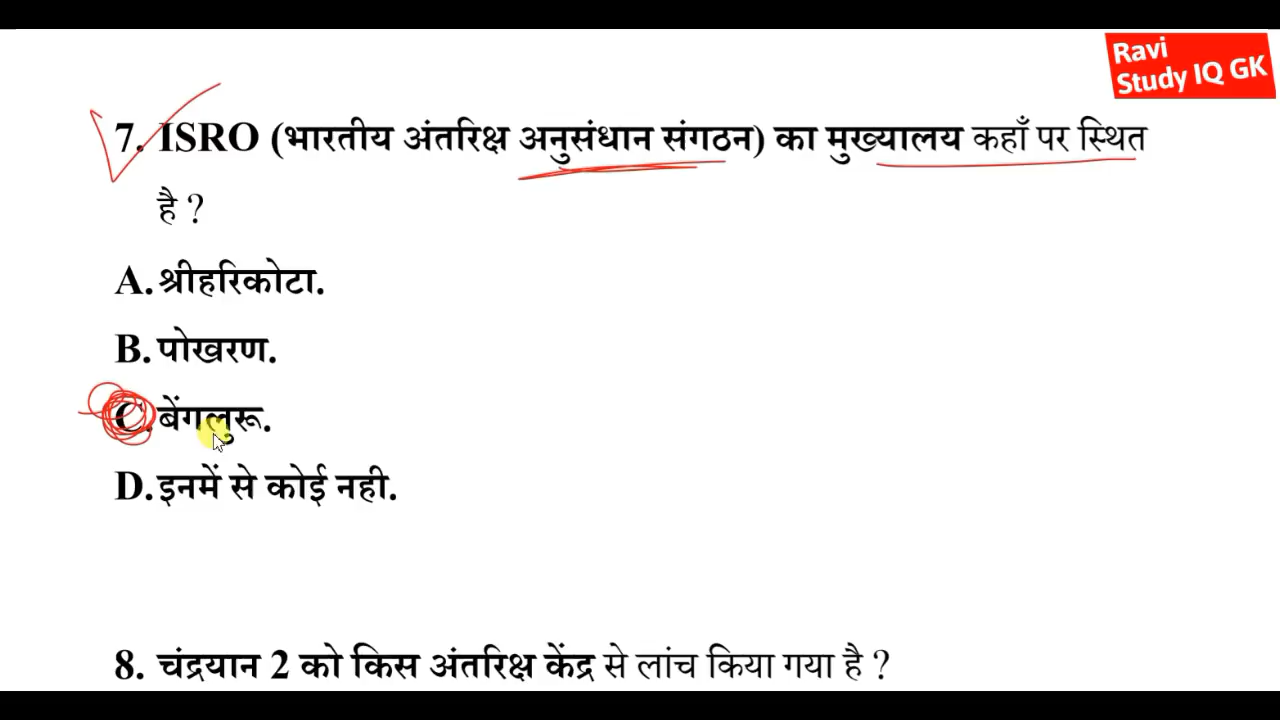 Ravi
Study IQ GK
7. ISRO (भारतीय अंतरिक्ष अनुसंधान संगठन) का मुख्यालय कहाँ पर स्थित
है ?
A. श्रीहरिकोटा.
B. पोखरण.
C. बेंगलुरू.
D. इनमें से कोई नही.
8. चंद्रयान 2 को किस अंतरिक्ष केंद्र से लांच किया गया है ?